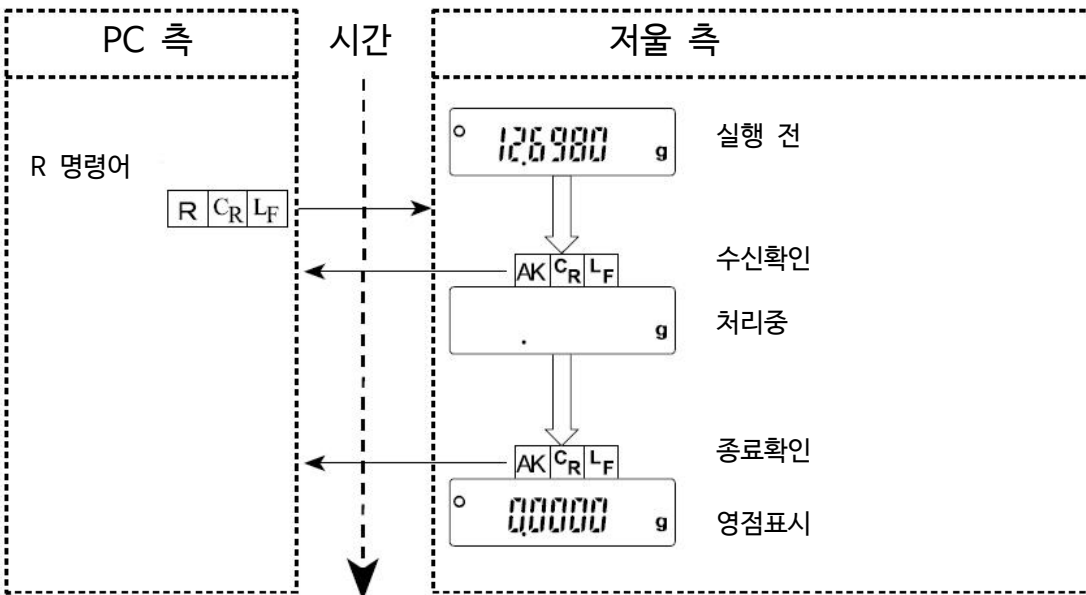 PC 측 시간 저울 측
12.6980 g 실행 전
R 명령어
R CR LF
AK CR LF 수신확인
. g 처리중
AK CR LF 종료확인
0.0000 g 영점표시